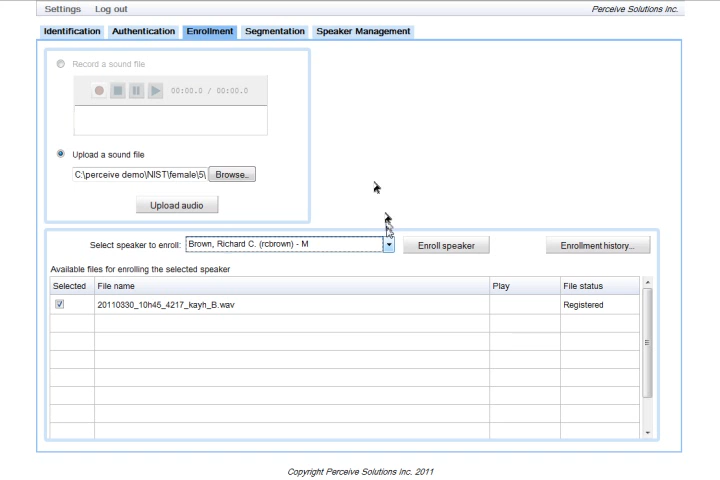 Settings Log out Perceive Solutions Inc.
Identification Authentication Enrollment Segmentation Speaker Management
Record a sound file
00:00.0 / 00:00.0
Upload a sound file
C:\perceive demo\NIST\female\5\ Browse..
Upload audio
Select speaker to enroll: Brown, Richard C. (rcbrown) - M Enroll speaker Enrollment history...
Available files for enrolling the selected speaker
Selected File name Play File status
20110330_10h45_4217_kayh_B.wav Registered
Copyright Perceive Solutions Inc. 2011